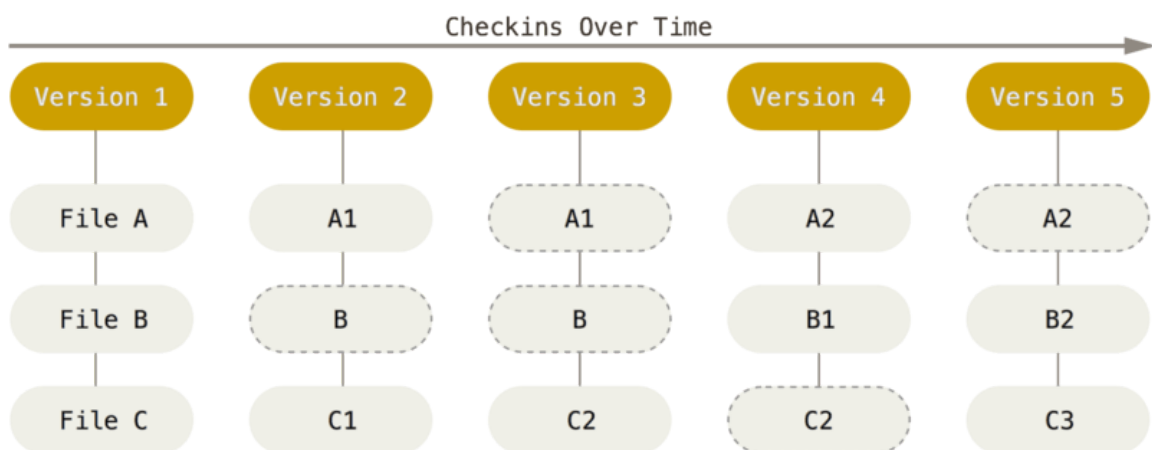 Checkins Over Time
Version 1 Version 2 Version 3 Version 4 Version 5
File A A1 A1 A2 A2
File B B B B1 B2
File C C1 C2 C2 C3